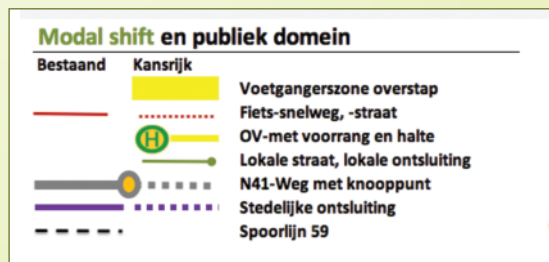 Modal shift en publiek domein
Bestaand Kansrijk
Voetgangerszone overstap
Fiets-snelweg, -straat
H OV-met voorrang en halte
Lokale straat, lokale ontsluiting
N41-Weg met knooppunt
Stedelijke ontsluiting
Spoorlijn 59